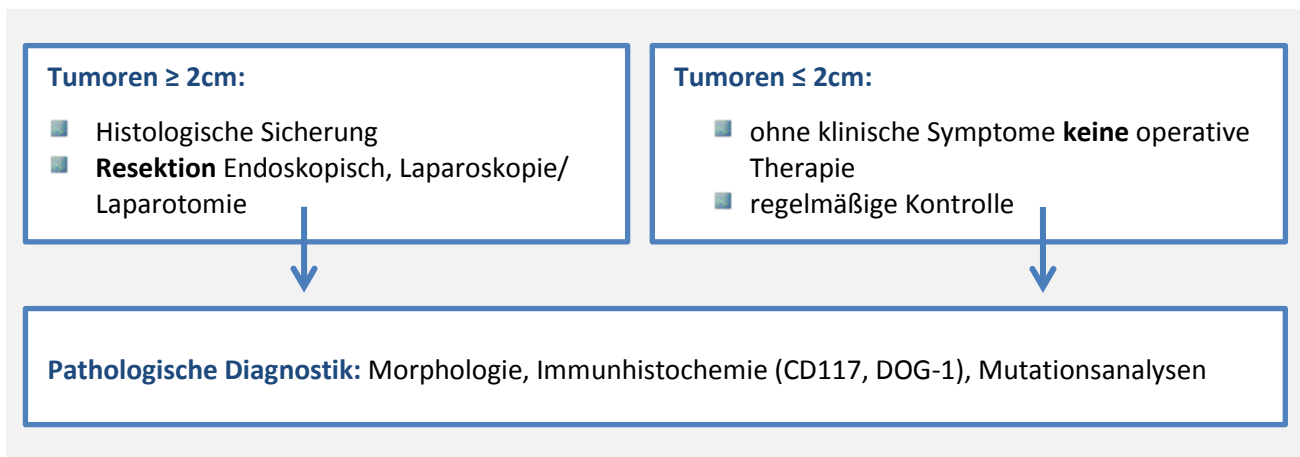 Tumoren ≥ 2cm:
Histologische Sicherung
Resektion Endoskopisch, Laparoskopie/
Laparotomie
Tumoren ≤ 2cm:
ohne klinische Symptome keine operative
Therapie
regelmäßige Kontrolle
Pathologische Diagnostik: Morphologie, Immunhistochemie (CD117, DOG-1), Mutationsanalysen